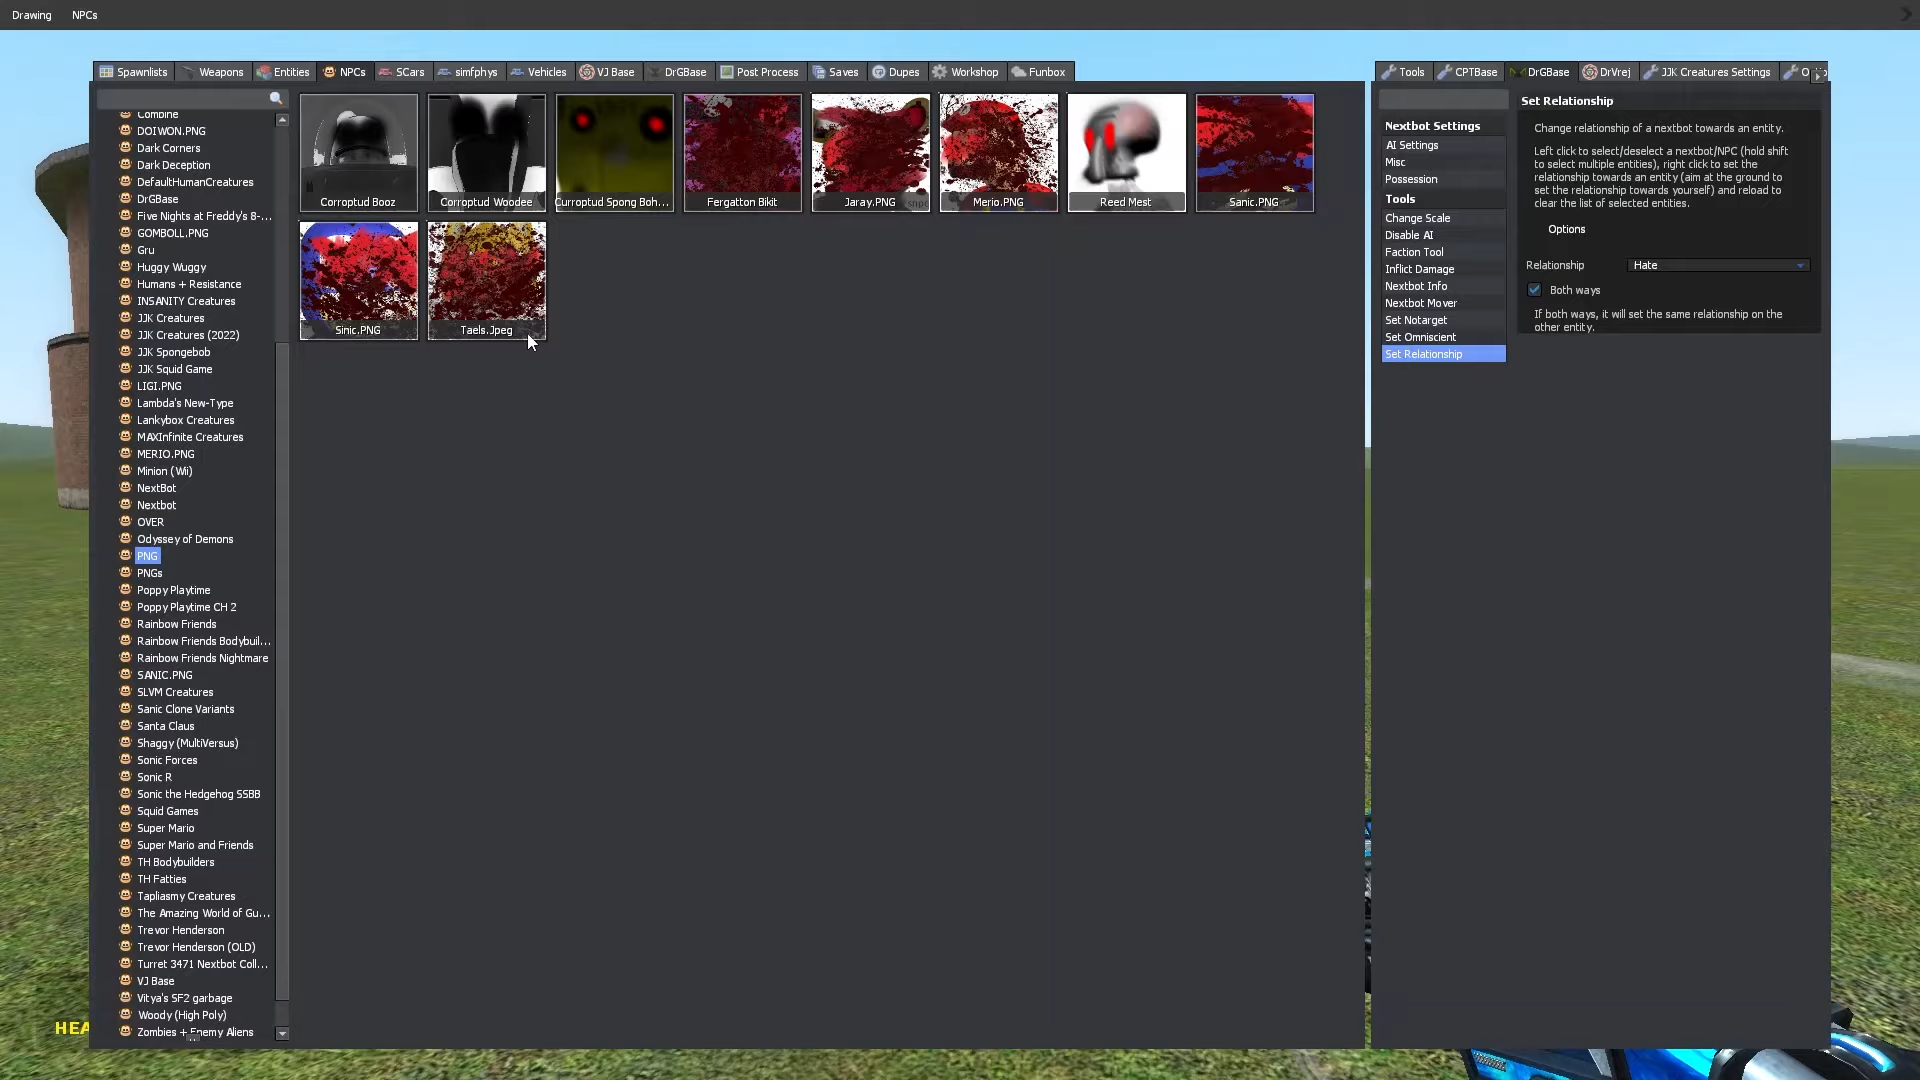 Drawing NPCs
Spawnlists Weapons Entities NPCs SCars simfphys Vehicles VJ Base DrGBase Post Process Saves Dupes Workshop Funbox
Tools CPTBase DrGBase DrVrej JJK Creatures Settings
Combine
DOIWON.PNG
Dark Corners
Dark Deception
DefaultHumanCreatures
DrGBase
Five Nights at Freddy's 8-...
GOMBOLL.PNG
Gru
Huggy Wuggy
Humans + Resistance
INSANITY Creatures
JJK Creatures
JJK Creatures (2022)
JJK Spongebob
JJK Squid Game
LIGI.PNG
Lambda's New-Type
Lankybox Creatures
MAXInfinite Creatures
MERIO.PNG
Minion (Wii)
NextBot
Nextbot
OVER
Odyssey of Demons
PNG
PNGs
Poppy Playtime
Poppy Playtime CH 2
Rainbow Friends
Rainbow Friends Bodybuil...
Rainbow Friends Nightmare
SANIC.PNG
SLVM Creatures
Sanic Clone Variants
Santa Claus
Shaggy (MultiVersus)
Sonic Forces
Sonic R
Sonic the Hedgehog SSBB
Squid Games
Super Mario
Super Mario and Friends
TH Bodybuilders
TH Fatties
Tapliasmy Creatures
The Amazing World of Gu...
Trevor Henderson
Trevor Henderson (OLD)
Turret 3471 Nextbot Coll...
VJ Base
Vitya's SF2 garbage
Woody (High Poly)
Zombies + Enemy Aliens
HEA
Corroptud Booz
Corroptud Woodee
Curroptud Spong Boh...
Fergatton Bikit
Jaray.PNG
Merio.PNG
Reed Mest
Sanic.PNG
Sinic.PNG
Taels.Jpeg
Nextbot Settings
AI Settings
Misc
Possession
Tools
Change Scale
Disable AI
Faction Tool
Inflict Damage
Nextbot Info
Nextbot Mover
Set Notarget
Set Omniscient
Set Relationship
Set Relationship
Change relationship of a nextbot towards an entity.
Left click to select/deselect a nextbot/NPC (hold shift
to select multiple entities), right click to set the
relationship towards an entity (aim at the ground to
set the relationship towards yourself) and reload to
clear the list of selected entities.
Options
Relationship Hate
Both ways
If both ways, it will set the same relationship on the
other entity.